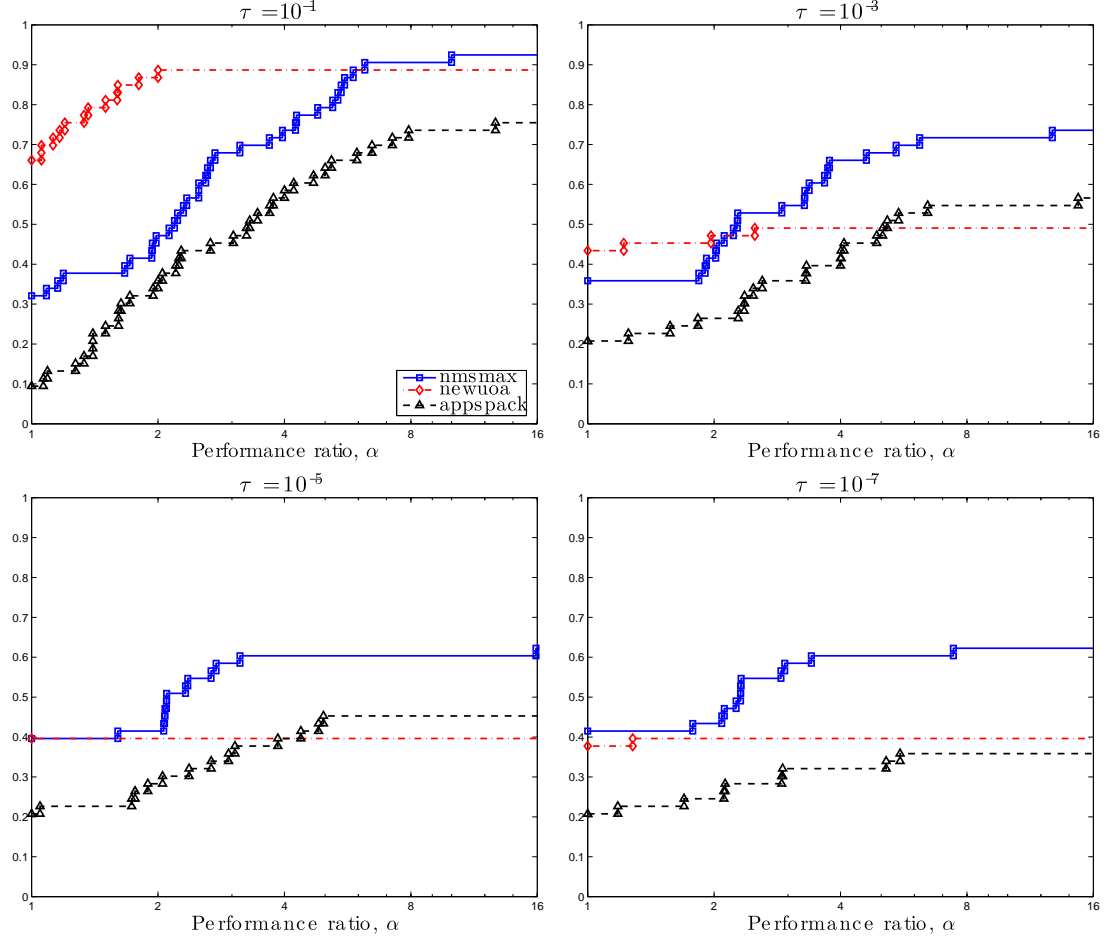 τ = 10^-1
1
0.9
0.8
0.7
0.6
0.5
0.4
0.3
0.2
0.1
0
nmsmax
newuoa
appspack
1 2 4 8 16
Performance ratio, α
τ = 10^-3
1
0.9
0.8
0.7
0.6
0.5
0.4
0.3
0.2
0.1
0
1 2 4 8 16
Performance ratio, α
τ = 10^-5
1
0.9
0.8
0.7
0.6
0.5
0.4
0.3
0.2
0.1
0
1 2 4 8 16
Performance ratio, α
τ = 10^-7
1
0.9
0.8
0.7
0.6
0.5
0.4
0.3
0.2
0.1
0
1 2 4 8 16
Performance ratio, α